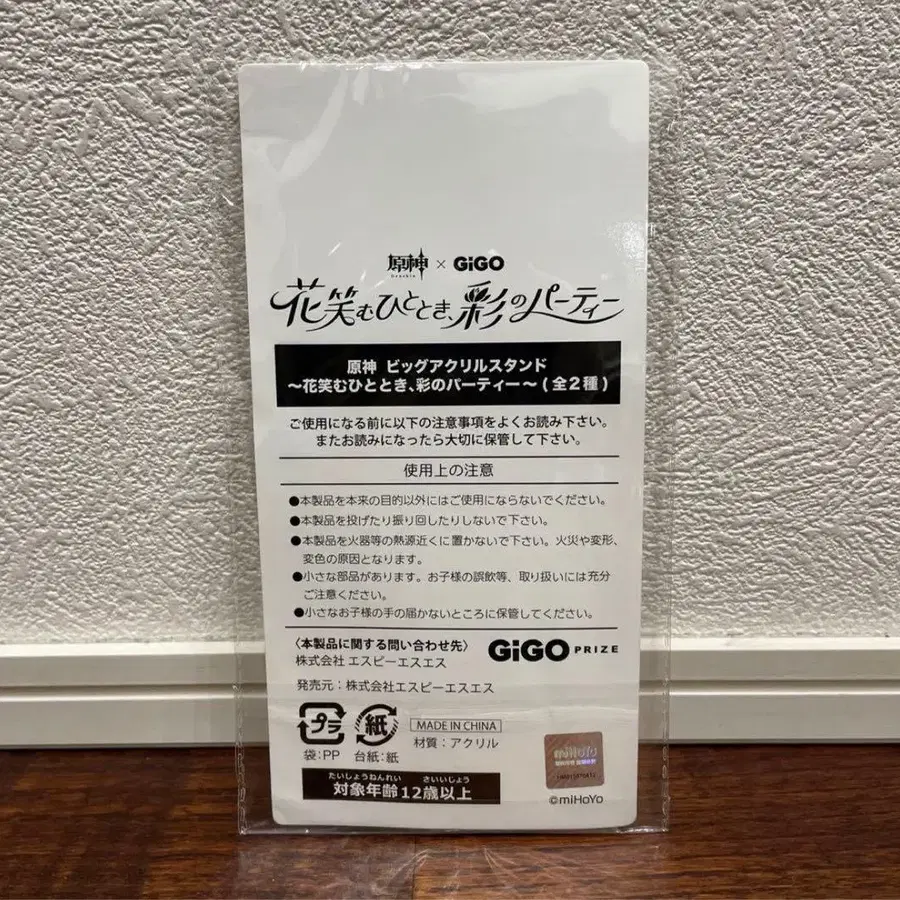 原神 × GiGO
Genshin
花笑むひととき、彩のパーティー
原神 ビッグアクリルスタンド
～花笑むひととき、彩のパーティー～(全2種)
ご使用になる前に以下の注意事項をよくお読み下さい。
またお読みになったら大切に保管して下さい。
使用上の注意
●本製品を本来の目的以外にはご使用にならないでください。
●本製品を投げたり振り回したりしないで下さい。
●本製品を火器等の熱源近くに置かないで下さい。火災や変形、
変色の原因となります。
●小さな部品があります。お子様の誤飲等、取り扱いには充分
ご注意ください。
●小さなお子様の手の届かないところに保管してください。
〈本製品に関する問い合わせ先〉
株式会社 エスピーエスエス
GiGO PRIZE
発売元：株式会社エスピーエスエス
プラ
紙
MADE IN CHINA
袋:PP 台紙:紙
材質：アクリル
miHoYo
たいしょうねんれい さいいじょう
対象年齢12歳以上
©miHoYo